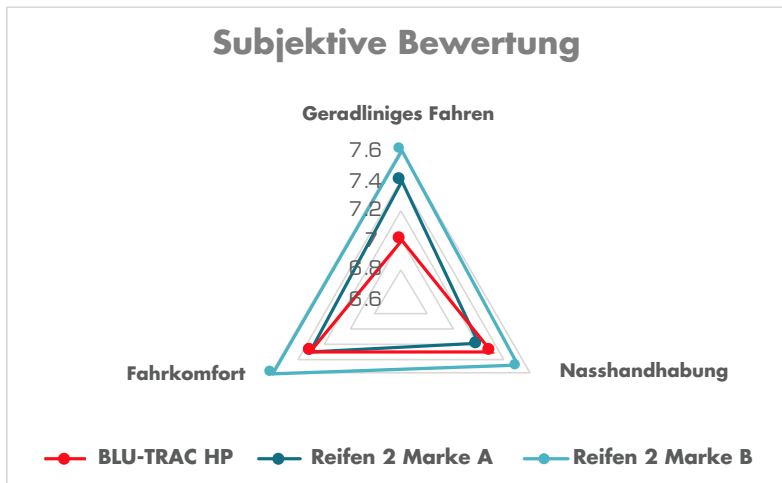 Subjektive Bewertung
Geradliniges Fahren
7.6
7.4
7.2
7
6.8
6.6
Fahrkomfort
Nasshandhabung
BLU-TRAC HP
Reifen 2 Marke A
Reifen 2 Marke B